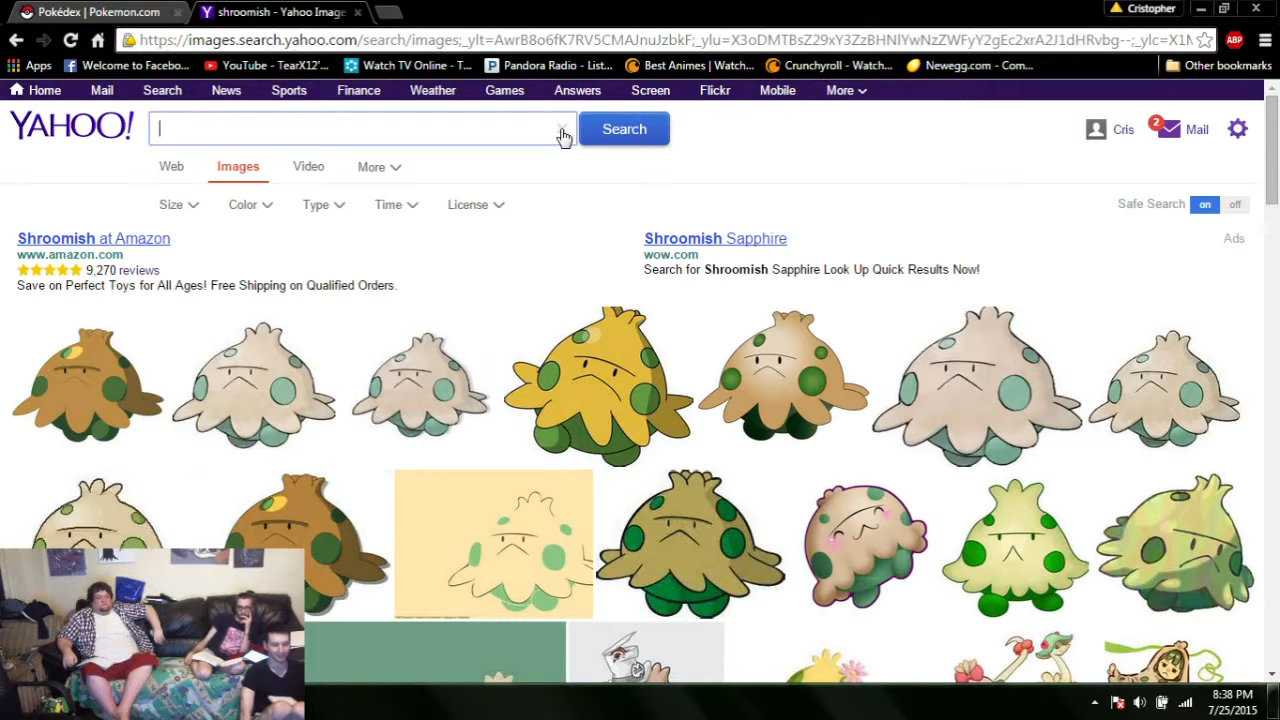 Pokédex | Pokemon.com
shroomish - Yahoo Image
Cristopher
https://images.search.yahoo.com/search/images;_ylt=AwrB8o6fK7RV5CMAJnuJzbkF;_ylu=X3oDMTBsZ29xY3ZzBHNlYwNzZWFyY2gEc2xrA2J1dHRvbg--;_ylc=X1M
ABP
Apps
Welcome to Facebo...
YouTube - TearX12'...
Watch TV Online - T...
Pandora Radio - List...
Best Animes | Watch...
Crunchyroll - Watch...
Newegg.com - Com...
Other bookmarks
Home Mail Search News Sports Finance Weather Games Answers Screen Flickr Mobile More
YAHOO!
Search
2
Cris
Mail
Web Images Video More
Size Color Type Time License
Safe Search on off
Shroomish at Amazon
www.amazon.com
9,270 reviews
Save on Perfect Toys for All Ages! Free Shipping on Qualified Orders.
Shroomish Sapphire
wow.com
Search for Shroomish Sapphire Look Up Quick Results Now!
Ads
8:38 PM
7/25/2015